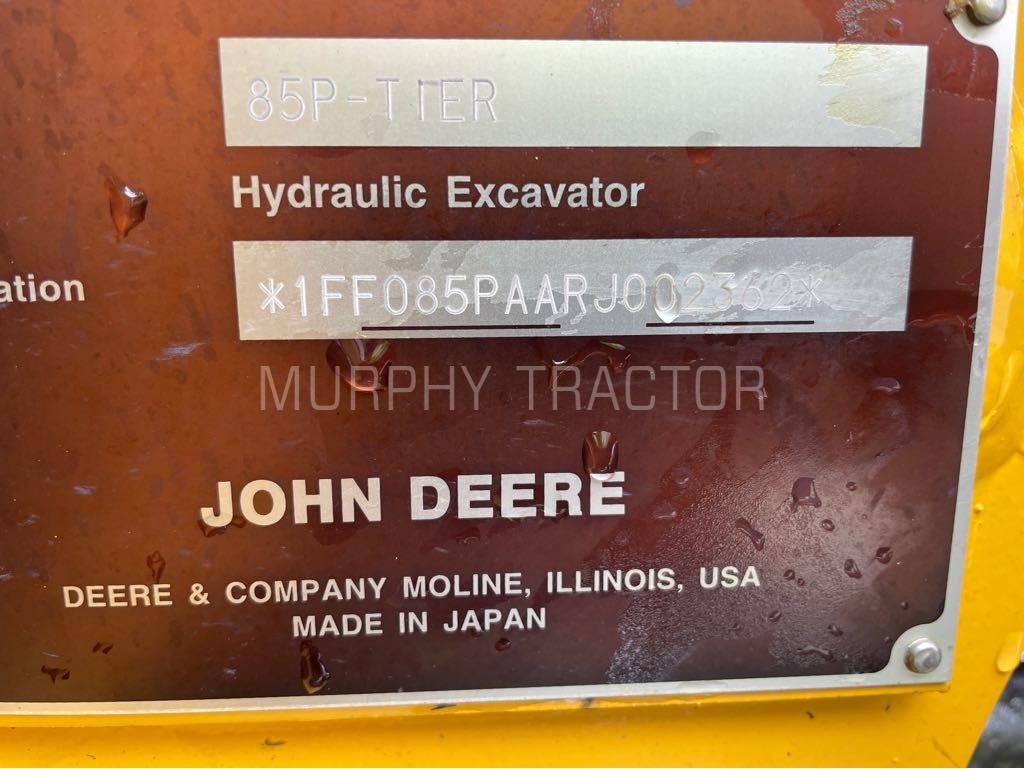 85P-TIER
Hydraulic Excavator
ation
*1FF085PAARJ002362*
MURPHY TRACTOR
JOHN DEERE
DEERE & COMPANY MOLINE, ILLINOIS, USA
MADE IN JAPAN